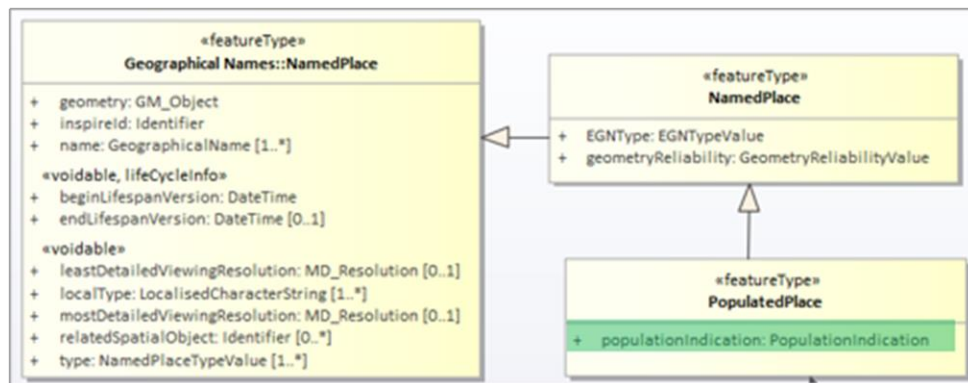 «featureType»
Geographical Names::NamedPlace
+ geometry: GM_Object
+ inspireId: Identifier
+ name: GeographicalName [1..*]
«voidable, lifeCycleInfo»
+ beginLifespanVersion: DateTime
+ endLifespanVersion: DateTime [0..1]
«voidable»
+ leastDetailedViewingResolution: MD_Resolution [0..1]
+ localType: LocalisedCharacterString [1..*]
+ mostDetailedViewingResolution: MD_Resolution [0..1]
+ relatedSpatialObject: Identifier [0..*]
+ type: NamedPlaceTypeValue [1..*]
«featureType»
NamedPlace
+ EGNType: EGNTypeValue
+ geometryReliability: GeometryReliabilityValue
«featureType»
PopulatedPlace
+ populationIndication: PopulationIndication